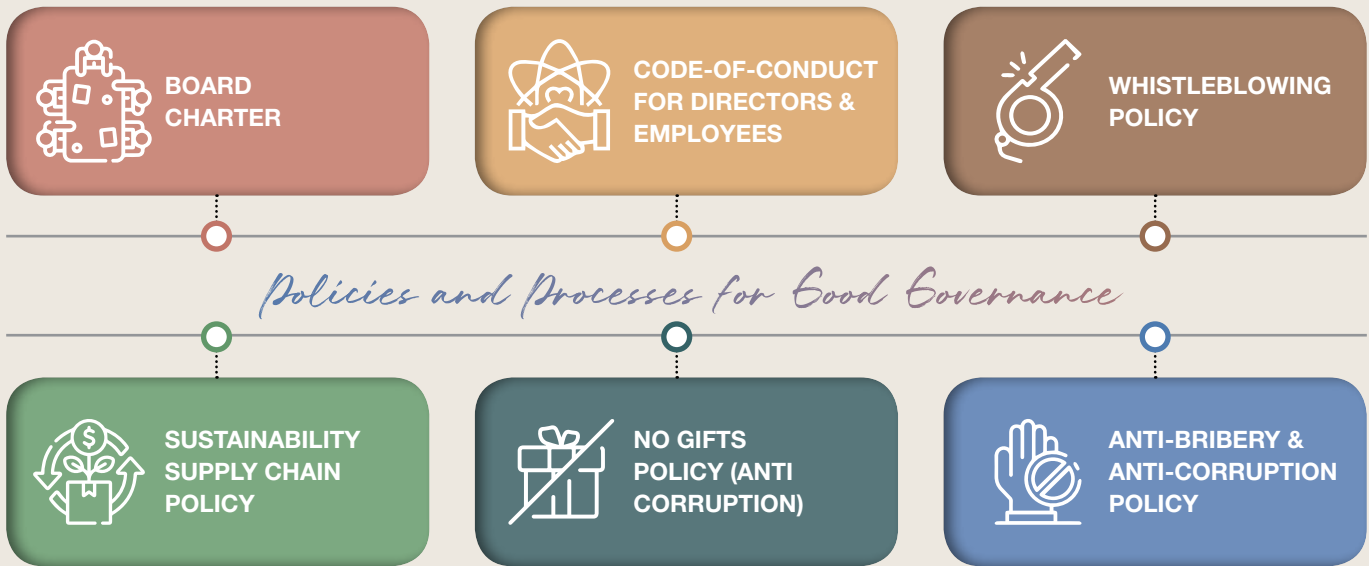 BOARD
CHARTER
CODE-OF-CONDUCT
FOR DIRECTORS &
EMPLOYEES
WHISTLEBLOWING
POLICY
Policies and Processes for Good Governance
SUSTAINABILITY
SUPPLY CHAIN
POLICY
NO GIFTS
POLICY (ANTI
CORRUPTION)
ANTI-BRIBERY &
ANTI-CORRUPTION
POLICY
$